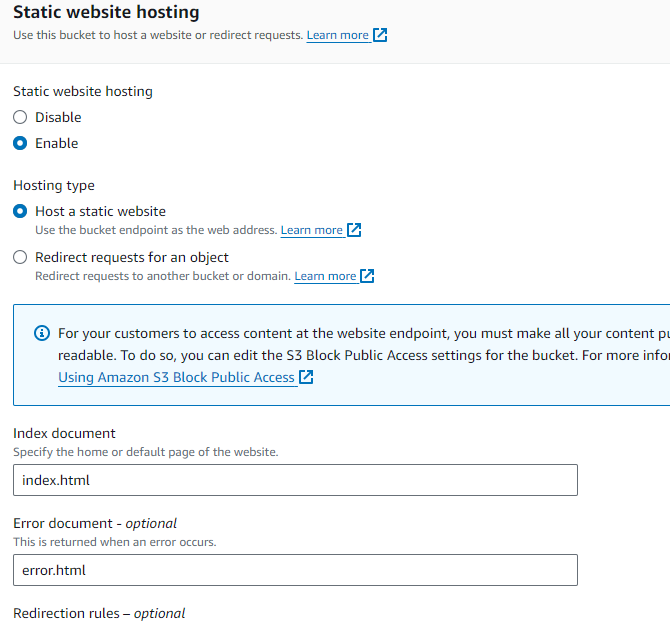 Static website hosting
Use this bucket to host a website or redirect requests. Learn more
Static website hosting
Disable
Enable
Hosting type
Host a static website
Use the bucket endpoint as the web address. Learn more
Redirect requests for an object
Redirect requests to another bucket or domain. Learn more
For your customers to access content at the website endpoint, you must make all your content
readable. To do so, you can edit the S3 Block Public Access settings for the bucket. For more
Using Amazon S3 Block Public Access
Index document
Specify the home or default page of the website.
index.html
Error document - optional
This is returned when an error occurs.
error.html
Redirection rules – optional